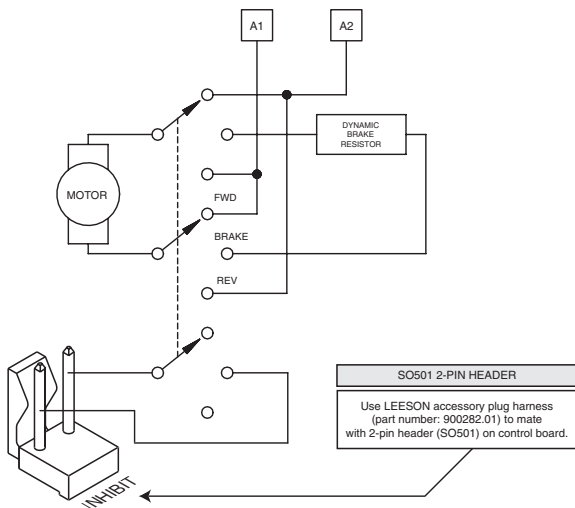 A1
A2
DYNAMIC
BRAKE
RESISTOR
MOTOR
FWD
BRAKE
REV
SO501 2-PIN HEADER
Use LEESON accessory plug harness
(part number: 900282.01) to mate
with 2-pin header (SO501) on control board.
INHIBIT